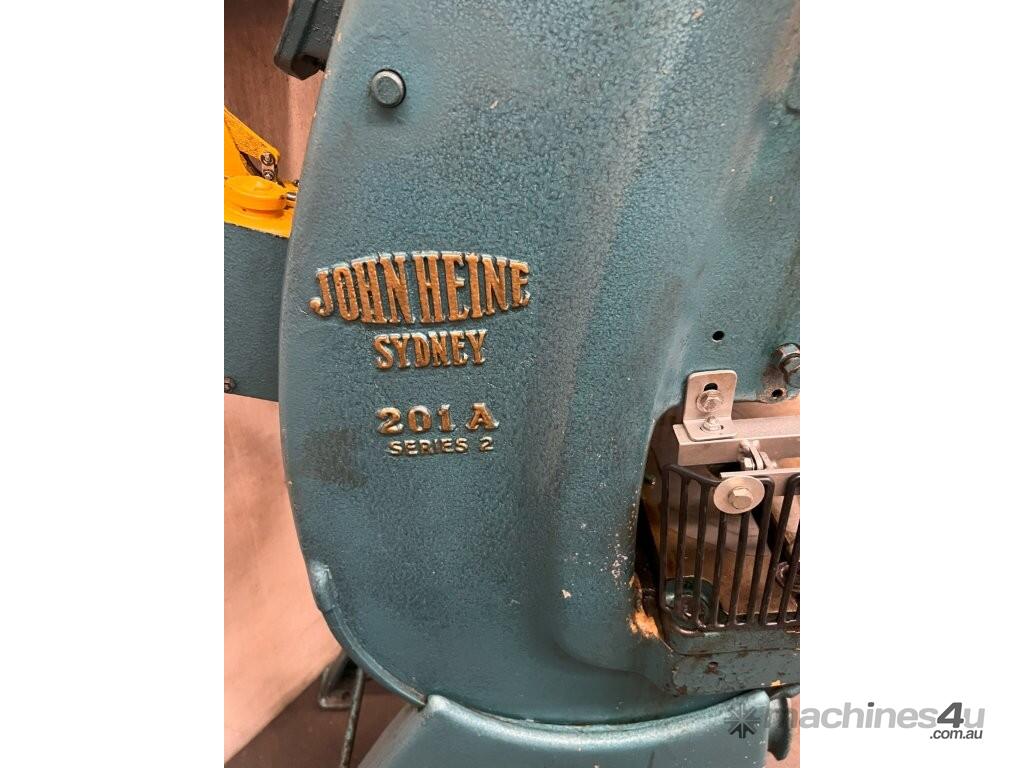 JOHN HEINE
SYDNEY
201 A
SERIES 2
machines4u
.com.au